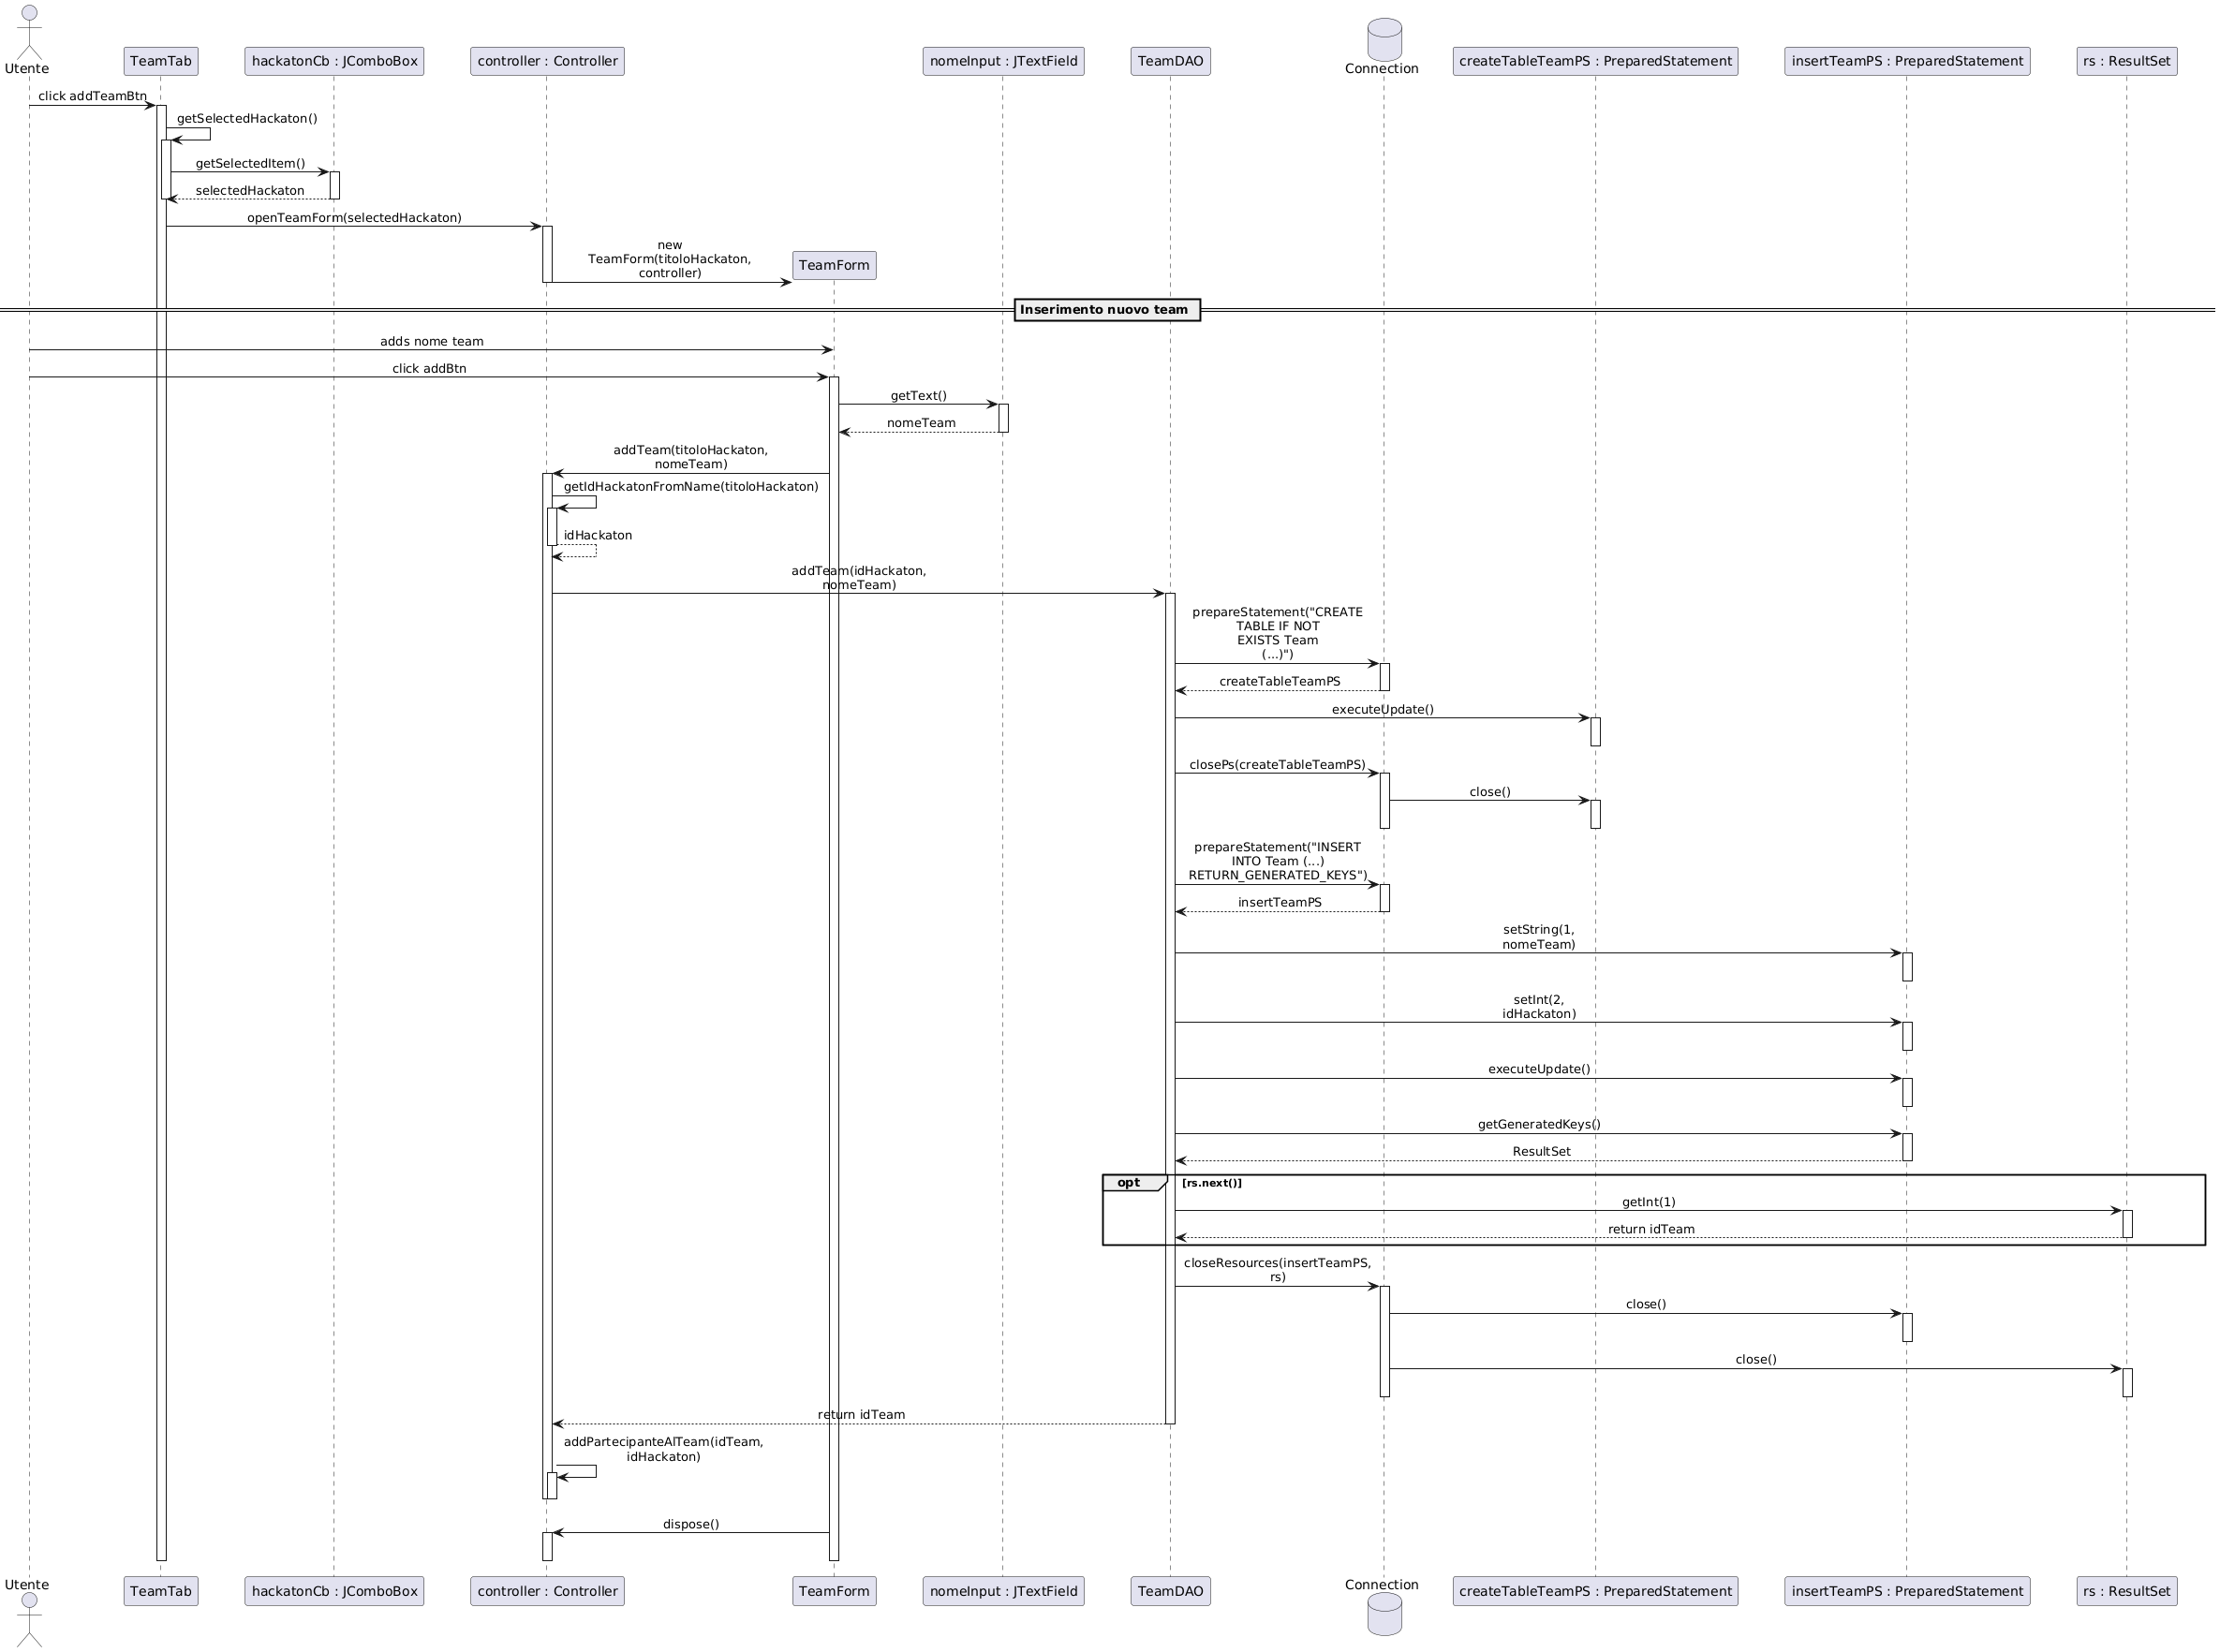 Utente
TeamTab
hackatonCb : JComboBox
controller : Controller
nomeInput : JTextField
TeamDAO
Connection
createTableTeamPS : PreparedStatement
insertTeamPS : PreparedStatement
rs : ResultSet
click addTeamBtn
getSelectedHackaton()
getSelectedItem()
selectedHackaton
openTeamForm(selectedHackaton)
new
TeamForm(titoloHackaton,
controller)
TeamForm
Inserimento nuovo team
adds nome team
click addBtn
getText()
nomeTeam
addTeam(titoloHackaton,
nomeTeam)
getIdHackatonFromName(titoloHackaton)
idHackaton
addTeam(idHackaton,
nomeTeam)
prepareStatement("CREATE
TABLE IF NOT
EXISTS Team
(...)")
createTableTeamPS
executeUpdate()
closePs(createTableTeamPS)
close()
prepareStatement("INSERT
INTO Team (...)
RETURN_GENERATED_KEYS")
insertTeamPS
setString(1,
nomeTeam)
setInt(2,
idHackaton)
executeUpdate()
getGeneratedKeys()
ResultSet
opt [rs.next()]
getInt(1)
return idTeam
closeResources(insertTeamPS,
rs)
close()
close()
return idTeam
addPartecipanteAlTeam(idTeam,
idHackaton)
dispose()
Utente
TeamTab
hackatonCb : JComboBox
controller : Controller
TeamForm
nomeInput : JTextField
TeamDAO
Connection
createTableTeamPS : PreparedStatement
insertTeamPS : PreparedStatement
rs : ResultSet